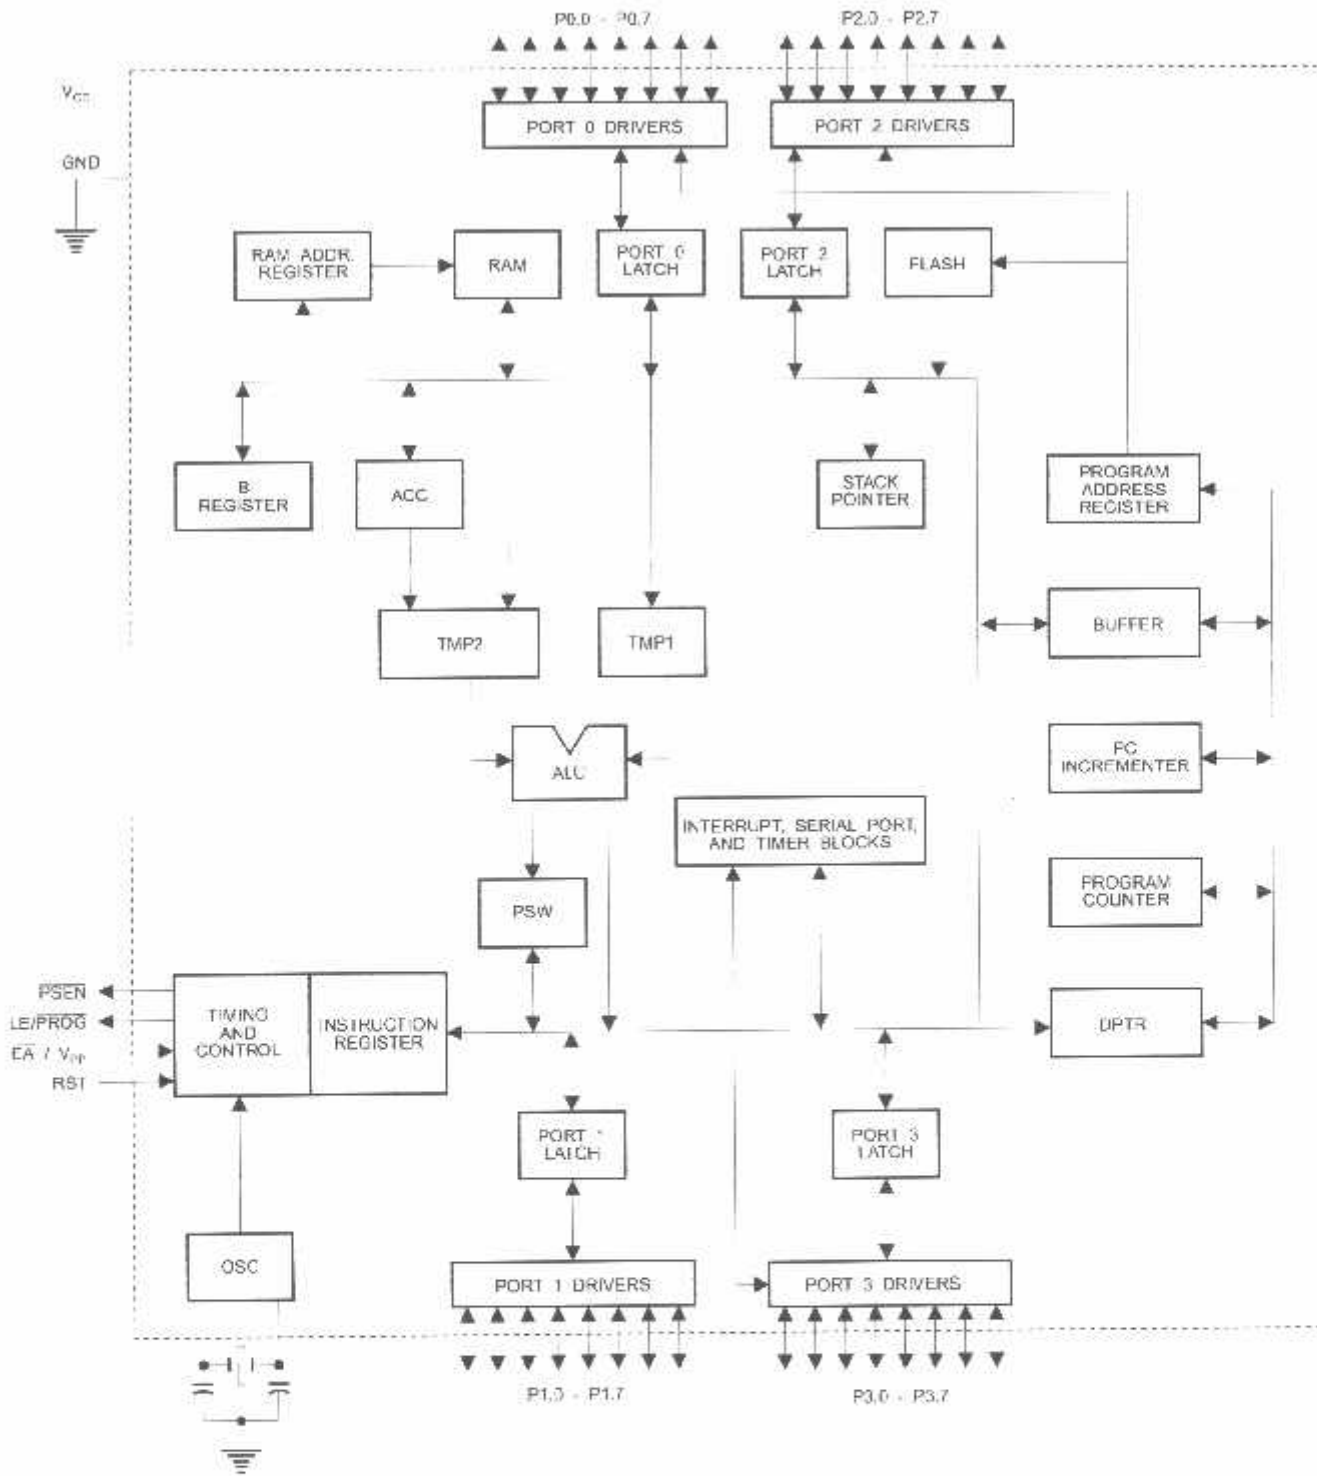 P0.0 - P0.7
P2.0 - P2.7
VCC
PORT 0 DRIVERS
PORT 2 DRIVERS
GND
RAM ADDR.
REGISTER
RAM
PORT 0
LATCH
PORT 2
LATCH
FLASH
B
REGISTER
ACC
STACK
POINTER
PROGRAM
ADDRESS
REGISTER
TMP2
TMP1
BUFFER
ALU
PC
INCREMENTER
INTERRUPT, SERIAL PORT,
AND TIMER BLOCKS
PSW
PROGRAM
COUNTER
PSEN
LE/PROG
EA / VPP
RST
TIMING
AND
CONTROL
INSTRUCTION
REGISTER
DPTR
PORT 1
LATCH
PORT 3
LATCH
OSC
PORT 1 DRIVERS
PORT 3 DRIVERS
P1.0 - P1.7
P3.0 - P3.7